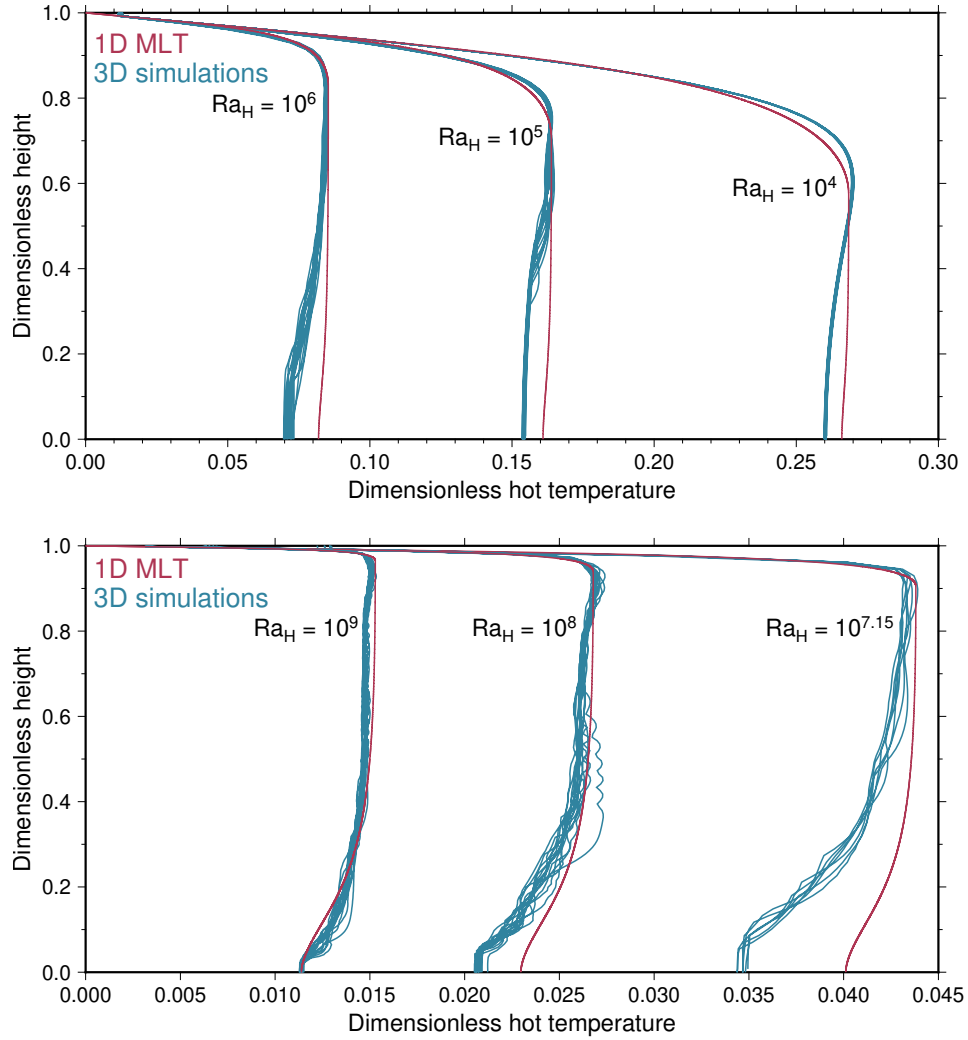 1.0
1D MLT
3D simulations
0.8
Ra_H = 10^6
Ra_H = 10^5
Ra_H = 10^4
0.6
0.4
0.2
0.0
Dimensionless height
0.00 0.05 0.10 0.15 0.20 0.25 0.30
Dimensionless hot temperature
1.0
1D MLT
3D simulations
Ra_H = 10^9 Ra_H = 10^8 Ra_H = 10^7.15
0.8
0.6
0.4
0.2
0.0
Dimensionless height
0.000 0.005 0.010 0.015 0.020 0.025 0.030 0.035 0.040 0.045
Dimensionless hot temperature